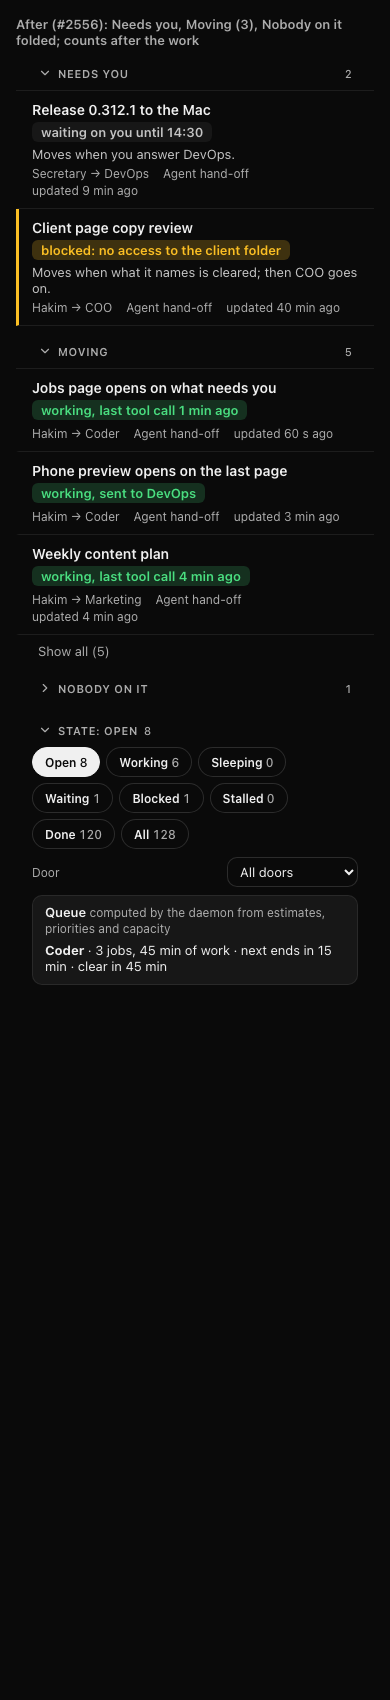 After (#2556): Needs you, Moving (3), Nobody on it
folded; counts after the work
NEEDS YOU 2
Release 0.312.1 to the Mac
waiting on you until 14:30
Moves when you answer DevOps.
Secretary → DevOps Agent hand-off
updated 9 min ago
Client page copy review
blocked: no access to the client folder
Moves when what it names is cleared; then COO goes
on.
Hakim → COO Agent hand-off updated 40 min ago
MOVING 5
Jobs page opens on what needs you
working, last tool call 1 min ago
Hakim → Coder Agent hand-off updated 60 s ago
Phone preview opens on the last page
working, sent to DevOps
Hakim → Coder Agent hand-off updated 3 min ago
Weekly content plan
working, last tool call 4 min ago
Hakim → Marketing Agent hand-off
updated 4 min ago
Show all (5)
NOBODY ON IT 1
STATE: OPEN 8
Open 8 Working 6 Sleeping 0
Waiting 1 Blocked 1 Stalled 0
Done 120 All 128
Door All doors
Queue computed by the daemon from estimates,
priorities and capacity
Coder · 3 jobs, 45 min of work · next ends in 15
min · clear in 45 min